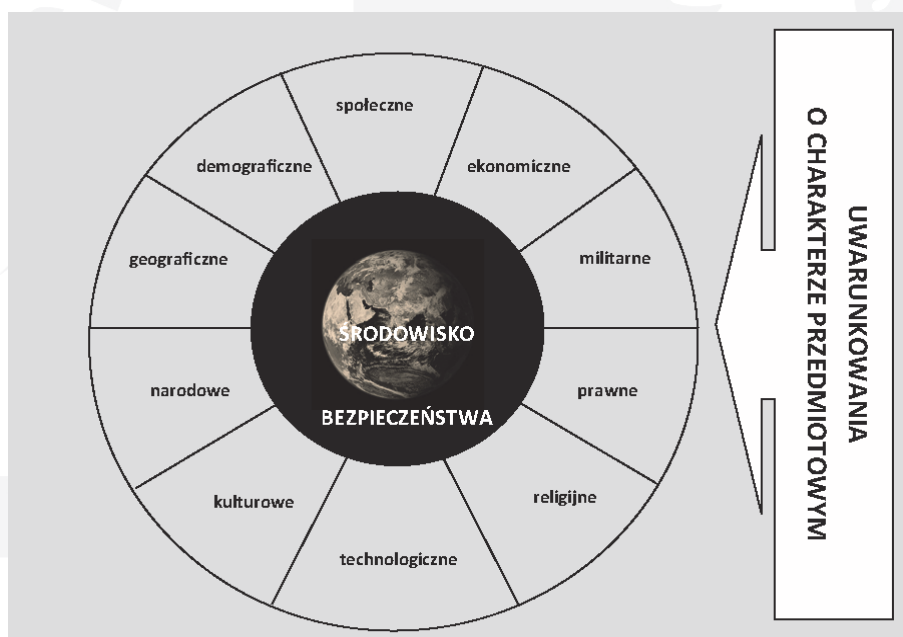 społeczne
ekonomiczne
militarne
prawne
religijne
technologiczne
kulturowe
narodowe
geograficzne
demograficzne
ŚRODOWISKO
BEZPIECZEŃSTWA
UWARUNKOWANIA
O CHARAKTERZE PRZEDMIOTOWYM